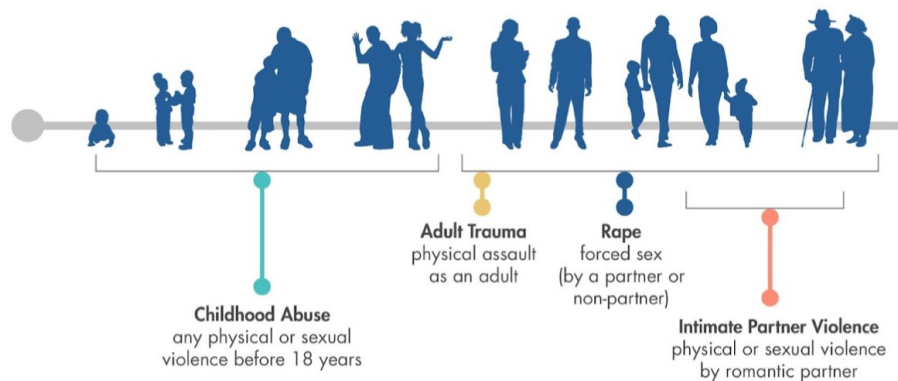 Childhood Abuse
any physical or sexual
violence before 18 years
Adult Trauma
physical assault
as an adult
Rape
forced sex
(by a partner or
non-partner)
Intimate Partner Violence
physical or sexual violence
by romantic partner